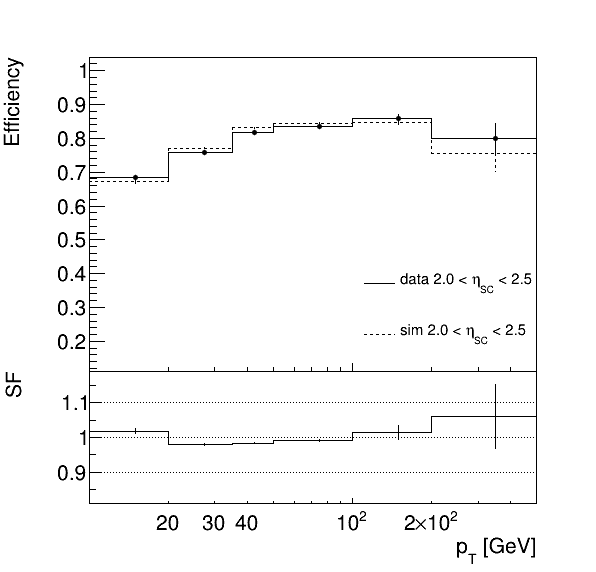 Efficiency
1
0.9
0.8
0.7
0.6
0.5
0.4
0.3
0.2
data 2.0 < η_SC < 2.5
sim 2.0 < η_SC < 2.5
SF
1.1
1
0.9
20 30 40 10² 2×10²
p_T [GeV]